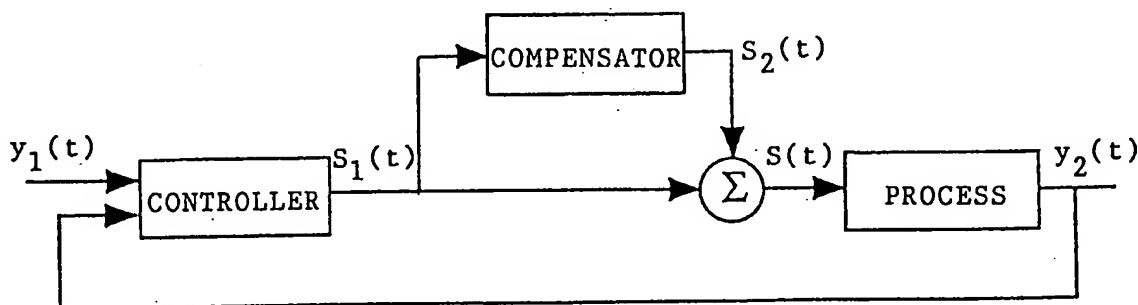 COMPENSATOR
S₂(t)
y₁(t)
S₁(t)
S(t)
y₂(t)
CONTROLLER
Σ
PROCESS